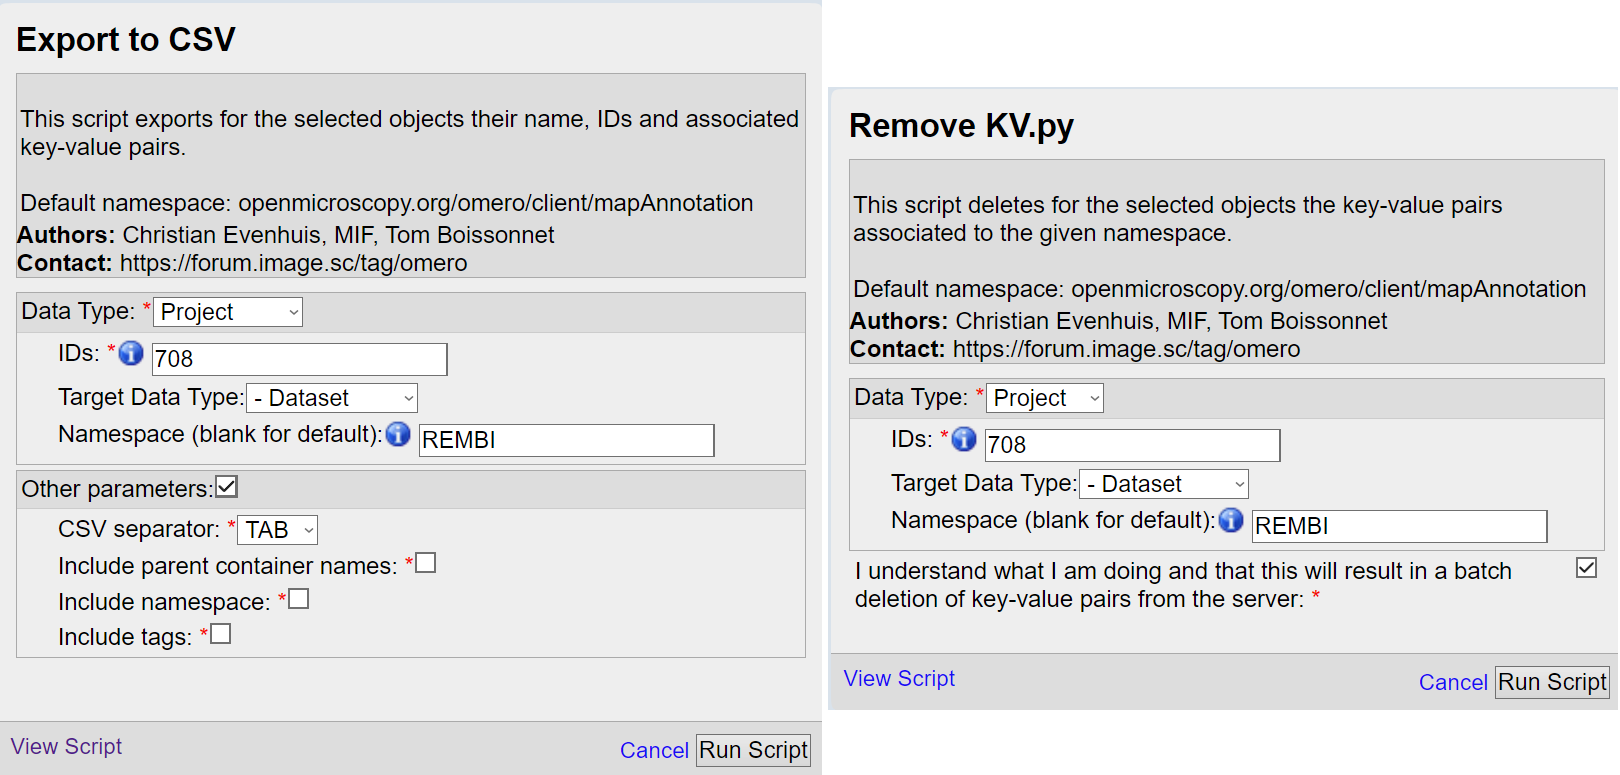 Export to CSV
This script exports for the selected objects their name, IDs and associated
key-value pairs.
Default namespace: openmicroscopy.org/omero/client/mapAnnotation
Authors: Christian Evenhuis, MIF, Tom Boissonnet
Contact: https://forum.image.sc/tag/omero
Data Type: * Project
IDs: * 708
Target Data Type: - Dataset
Namespace (blank for default): REMBI
Other parameters:
CSV separator: * TAB
Include parent container names: *
Include namespace: *
Include tags: *
View Script
Cancel Run Script
Remove KV.py
This script deletes for the selected objects the key-value pairs
associated to the given namespace.
Default namespace: openmicroscopy.org/omero/client/mapAnnotation
Authors: Christian Evenhuis, MIF, Tom Boissonnet
Contact: https://forum.image.sc/tag/omero
Data Type: * Project
IDs: * 708
Target Data Type: - Dataset
Namespace (blank for default): REMBI
I understand what I am doing and that this will result in a batch
deletion of key-value pairs from the server: *
View Script
Cancel Run Script